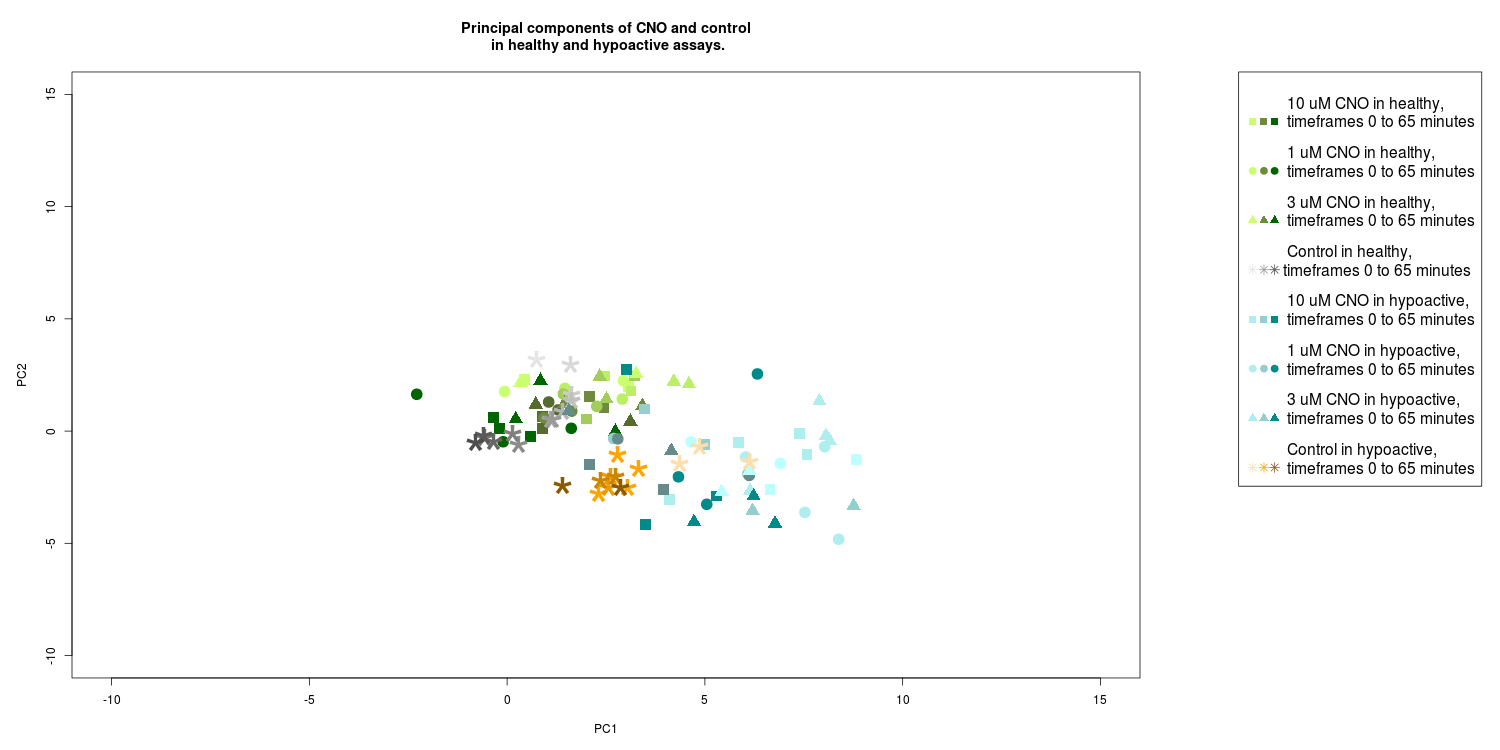 Principal components of CNO and control
in healthy and hypoactive assays.
15
10
5
0
-5
-10
PC2
-10
-5
0
5
10
15
PC1
10 uM CNO in healthy,
timeframes 0 to 65 minutes
1 uM CNO in healthy,
timeframes 0 to 65 minutes
3 uM CNO in healthy,
timeframes 0 to 65 minutes
Control in healthy,
timeframes 0 to 65 minutes
10 uM CNO in hypoactive,
timeframes 0 to 65 minutes
1 uM CNO in hypoactive,
timeframes 0 to 65 minutes
3 uM CNO in hypoactive,
timeframes 0 to 65 minutes
Control in hypoactive,
timeframes 0 to 65 minutes